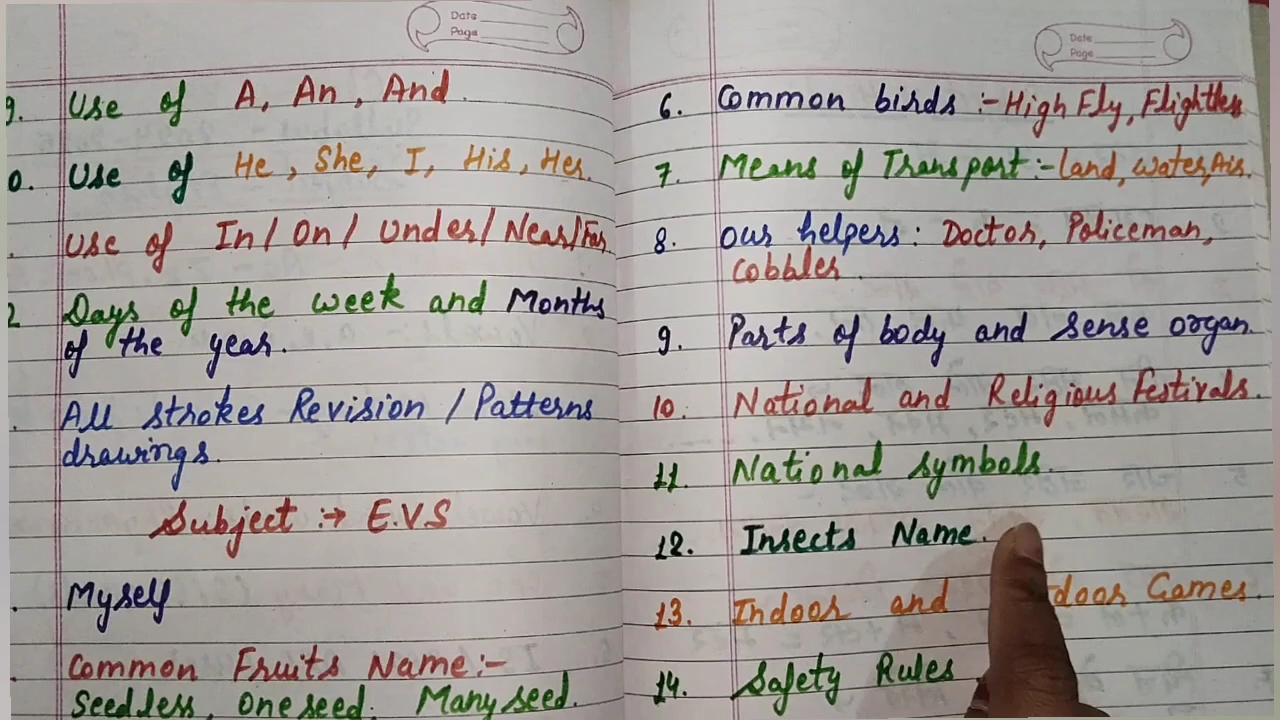 Date
Page
9. Use of A, An, And.
0. Use of He, She, I, His, Her.
. Use of In/ On/ Under/ Near/Far
2 Days of the week and Months
of the year.
. All strokes Revision / Patterns
drawings.
Subject :→ E.V.S
. Myself
. Common Fruits Name:-
Seedless, One seed. Many seed.
Date
Page
6. Common birds :- High Fly, Flightless
7. Means of Transport:- Land, Water, Air.
8. Our helpers: Doctor, Policeman,
Cobbler.
9. Parts of body and Sense organ.
10. National and Religious Festivals.
11. National symbols.
12. Insects Name.
13. Indoor and door Games.
14. Safety Rules